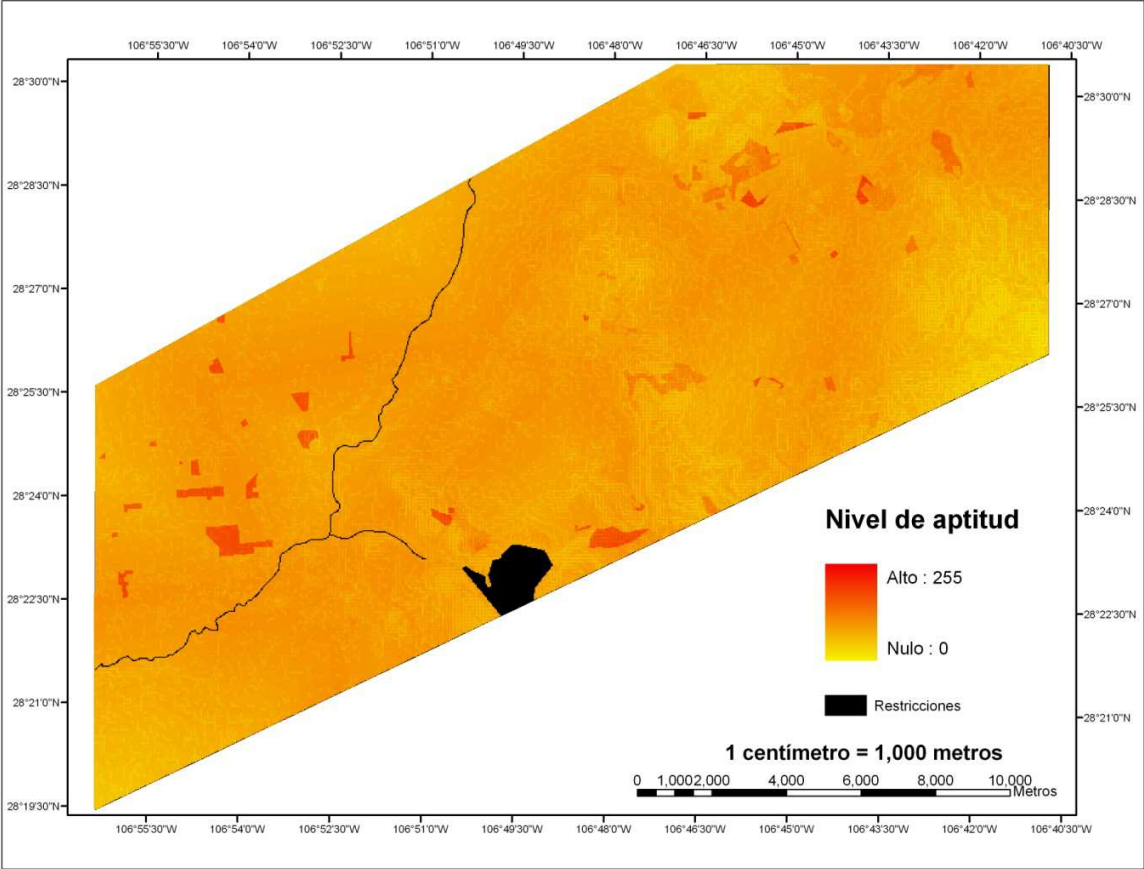 106°55'30"W 106°54'0"W 106°52'30"W 106°51'0"W 106°49'30"W 106°48'0"W 106°46'30"W 106°45'0"W 106°43'30"W 106°42'0"W 106°40'30"W
28°30'0"N
28°30'0"N
28°28'30"N
28°28'30"N
28°27'0"N
28°27'0"N
28°25'30"N
28°25'30"N
28°24'0"N
28°24'0"N
Nivel de aptitud
Alto : 255
28°22'30"N
28°22'30"N
Nulo : 0
28°21'0"N
Restricciones
28°21'0"N
1 centímetro = 1,000 metros
0 1,000 2,000 4,000 6,000 8,000 10,000
Metros
28°19'30"N
106°55'30"W 106°54'0"W 106°52'30"W 106°51'0"W 106°49'30"W 106°48'0"W 106°46'30"W 106°45'0"W 106°43'30"W 106°42'0"W 106°40'30"W